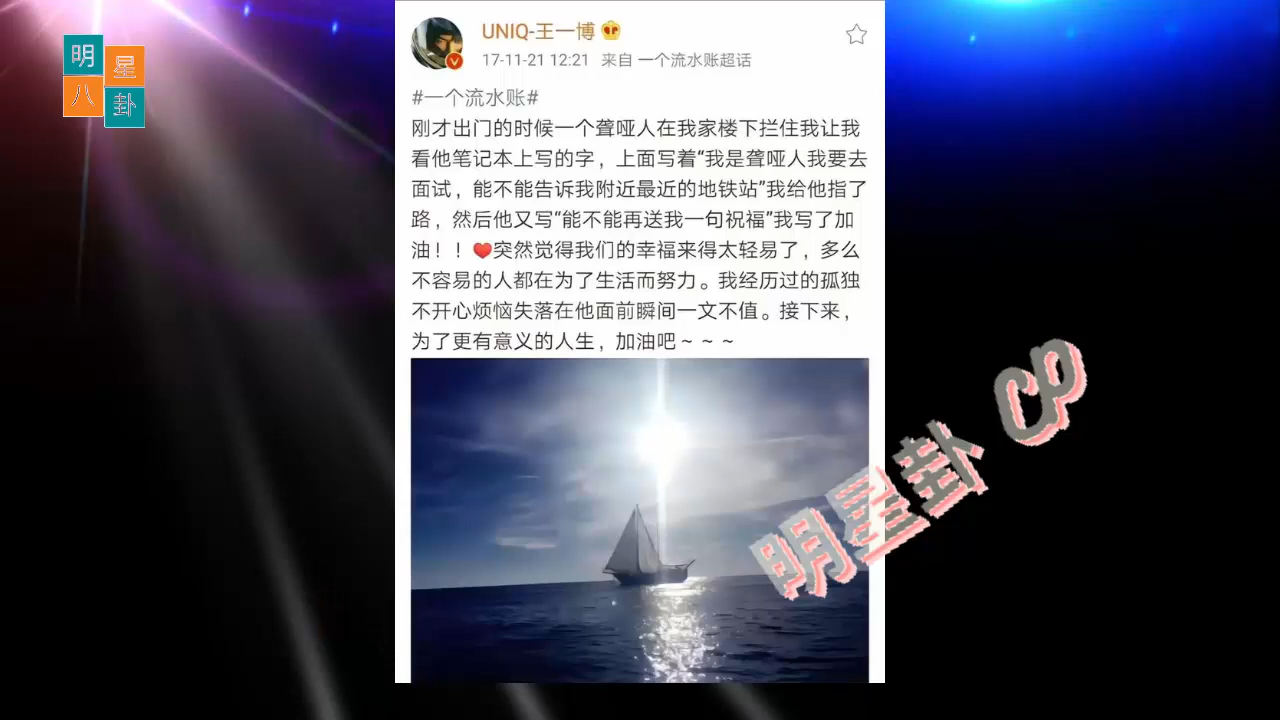 明星
八卦
UNIQ-王一博
17-11-21 12:21 来自 一个流水账超话
#一个流水账#
刚才出门的时候一个聋哑人在我家楼下拦住我让我
看他笔记本上写的字，上面写着“我是聋哑人我要去
面试，能不能告诉我附近最近的地铁站”我给他指了
路，然后他又写“能不能再送我一句祝福”我写了加
油！！❤突然觉得我们的幸福来得太轻易了，多么
不容易的人都在为了生活而努力。我经历过的孤独
不开心烦恼失落在他面前瞬间一文不值。接下来，
为了更有意义的人生，加油吧～～～
明星卦 CP